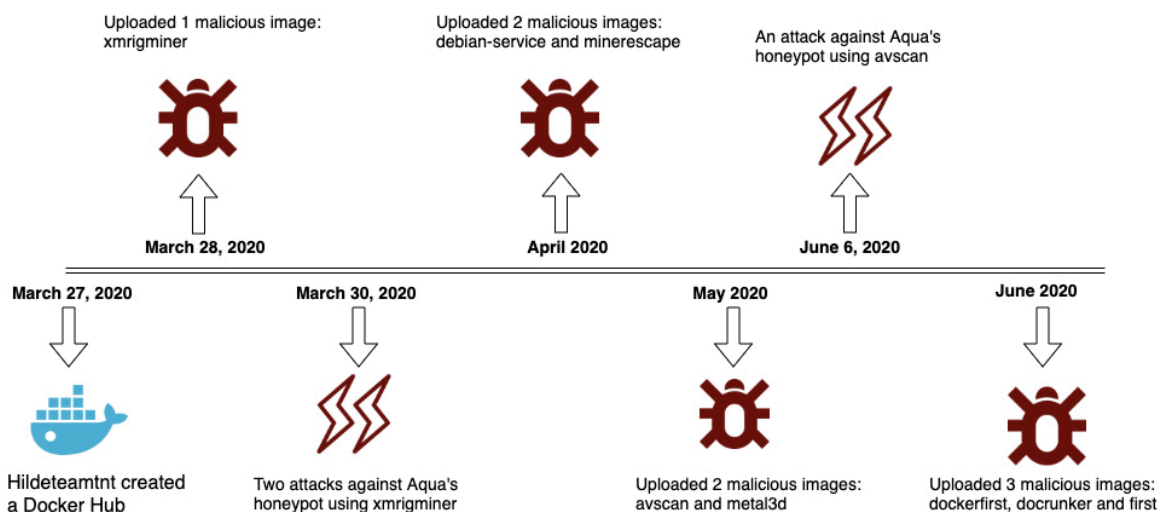 Uploaded 1 malicious image:
xmrigminer
Uploaded 2 malicious images:
debian-service and minerescape
An attack against Aqua's
honeypot using avscan
March 28, 2020
April 2020
June 6, 2020
March 27, 2020
March 30, 2020
May 2020
June 2020
Hildeteamtnt created
a Docker Hub
Two attacks against Aqua's
honeypot using xmrigminer
Uploaded 2 malicious images:
avscan and metal3d
Uploaded 3 malicious images:
dockerfirst, docrunker and first